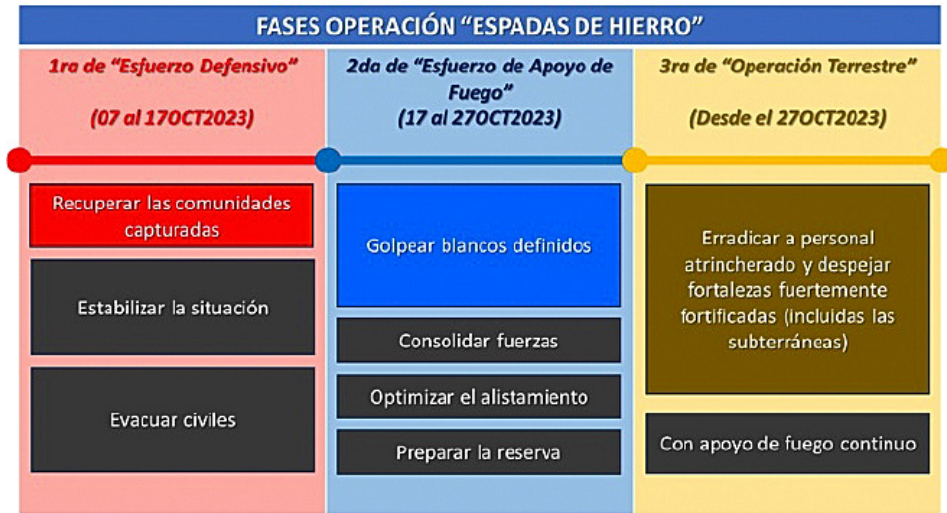 FASES OPERACIÓN “ESPADAS DE HIERRO”
1ra de “Esfuerzo Defensivo”
(07 al 17OCT2023)
Recuperar las comunidades
capturadas
Estabilizar la situación
Evacuar civiles
2da de “Esfuerzo de Apoyo de
Fuego”
(17 al 27OCT2023)
Golpear blancos definidos
Consolidar fuerzas
Optimizar el alistamiento
Preparar la reserva
3ra de “Operación Terrestre”
(Desde el 27OCT2023)
Erradicar a personal
atrincherado y despejar
fortalezas fuertemente
fortificadas (incluidas las
subterráneas)
Con apoyo de fuego continuo